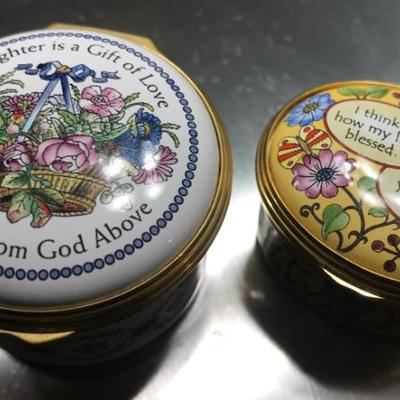 ghter is a Gift of Love
om God Above
I think
how my l
blessed.